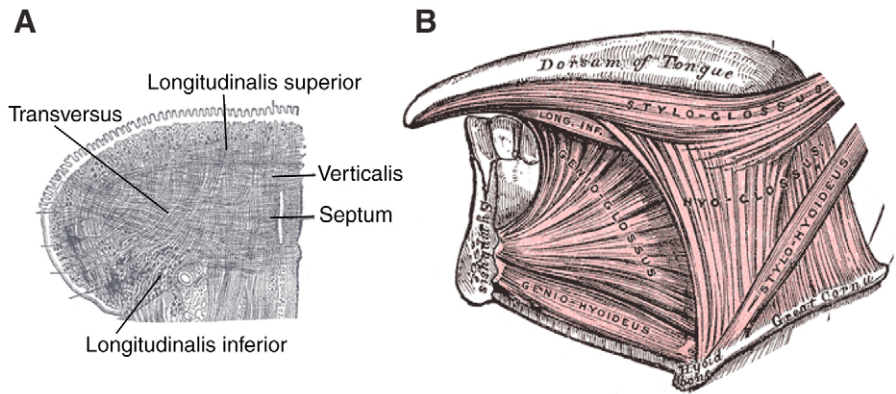 A
Longitudinalis superior
Transversus
Verticalis
Septum
Longitudinalis inferior
B
Dorsum of Tongue
STYLO-GLOSSUS
LONG. INF.
GENIO-GLOSSUS
HYO-GLOSSUS
STYLO-HYOIDEUS
Symphysis
GENIO-HYOIDEUS
Great Cornu
Hyoid
bone